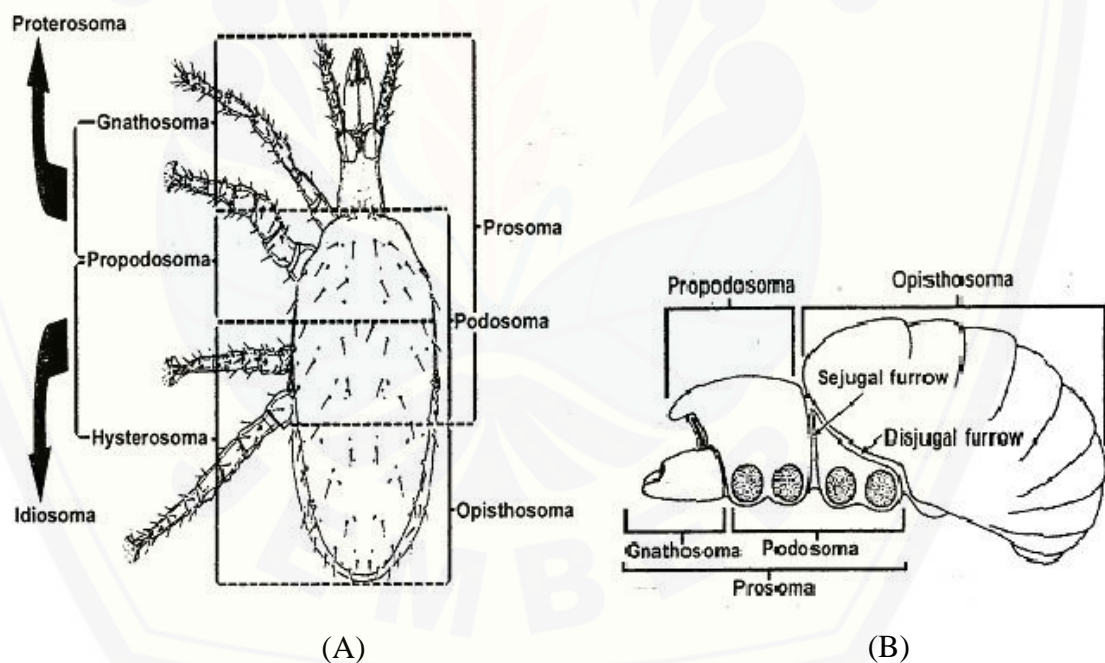 Proterosoma
Gnathosoma
Prosoma
Propodosoma
Podosoma
Hysterosoma
Idiosoma
Opisthosoma
(A)
Propodosoma
Opisthosoma
Sejugal furrow
Disjugal furrow
Gnathosoma
Podosoma
Prosoma
(B)